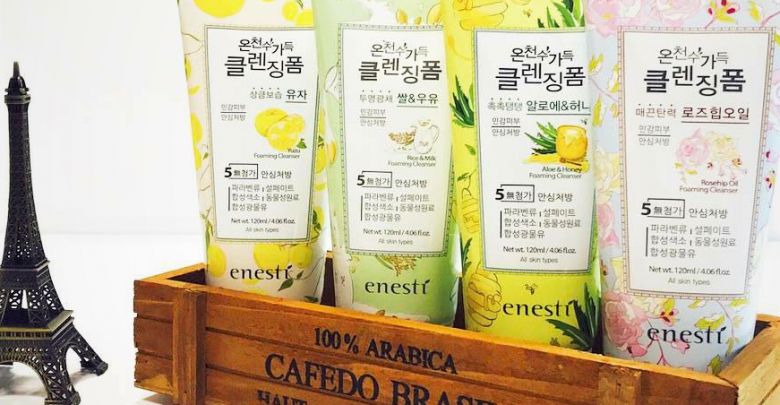 온천수가득
클렌징폼
상큼보습 유자
민감피부
안심처방
Yuzu
Foaming Cleanser
5無첨가 안심처방
파라벤류 설페이트
합성색소 동물성원료
합성광물유
Net wt. 120ml / 4.06 fl.oz.
All skin types
enesti
온천수가득
클렌징폼
투명광채 쌀&우유
민감피부
안심처방
Rice & Milk
Foaming Cleanser
5無첨가 안심처방
파라벤류 설페이트
합성색소 동물성원료
합성광물유
Net wt. 120ml / 4.06 fl.oz.
All skin types
enesti
온천수가득
클렌징폼
촉촉탱탱 알로에&허니
민감피부
안심처방
Aloe & Honey
Foaming Cleanser
5無첨가 안심처방
파라벤류 설페이트
합성색소 동물성원료
합성광물유
Net wt. 120ml / 4.06 fl.oz.
All skin types
enesti
온천수가득
클렌징폼
매끈탄력 로즈힙오일
민감피부
안심처방
Rosehip Oil
Foaming Cleanser
5無첨가 안심처방
파라벤류 설페이트
합성색소 동물성원료
합성광물유
Net wt. 120ml / 4.06 fl.oz.
All skin types
enesti
100% ARABICA
CAFEDO BRAS
HAUT